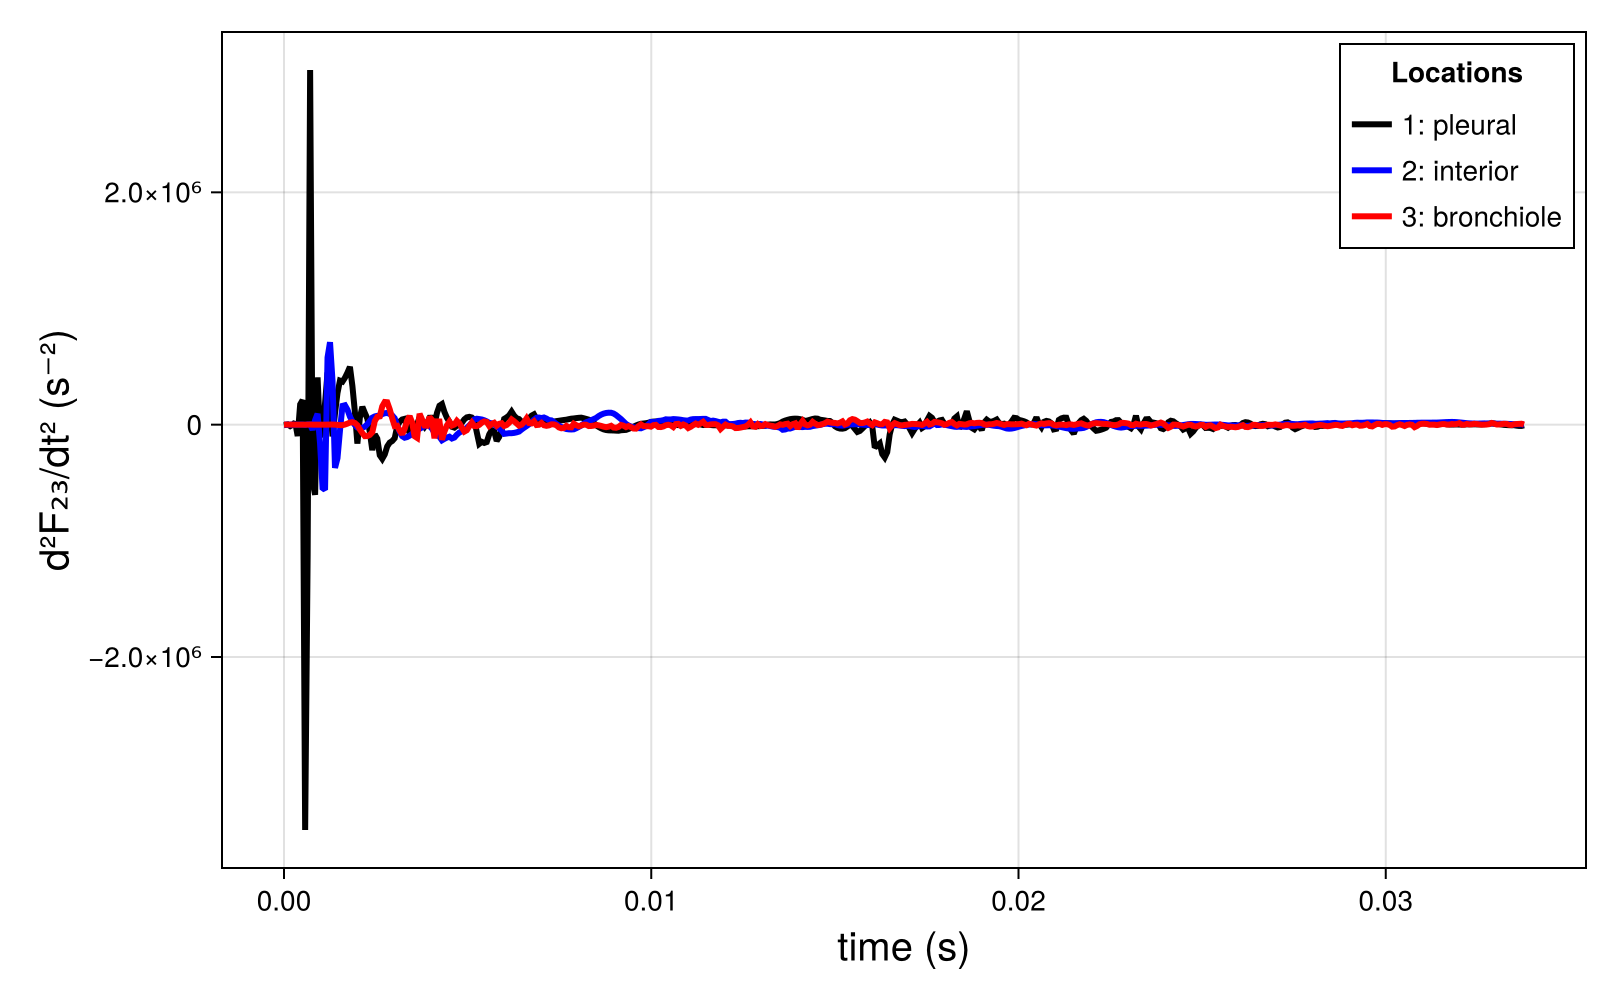 Locations
1: pleural
2: interior
3: bronchiole
d²F₂₃/dt² (s⁻²)
2.0×10⁶
0
−2.0×10⁶
0.00
0.01
0.02
0.03
time (s)